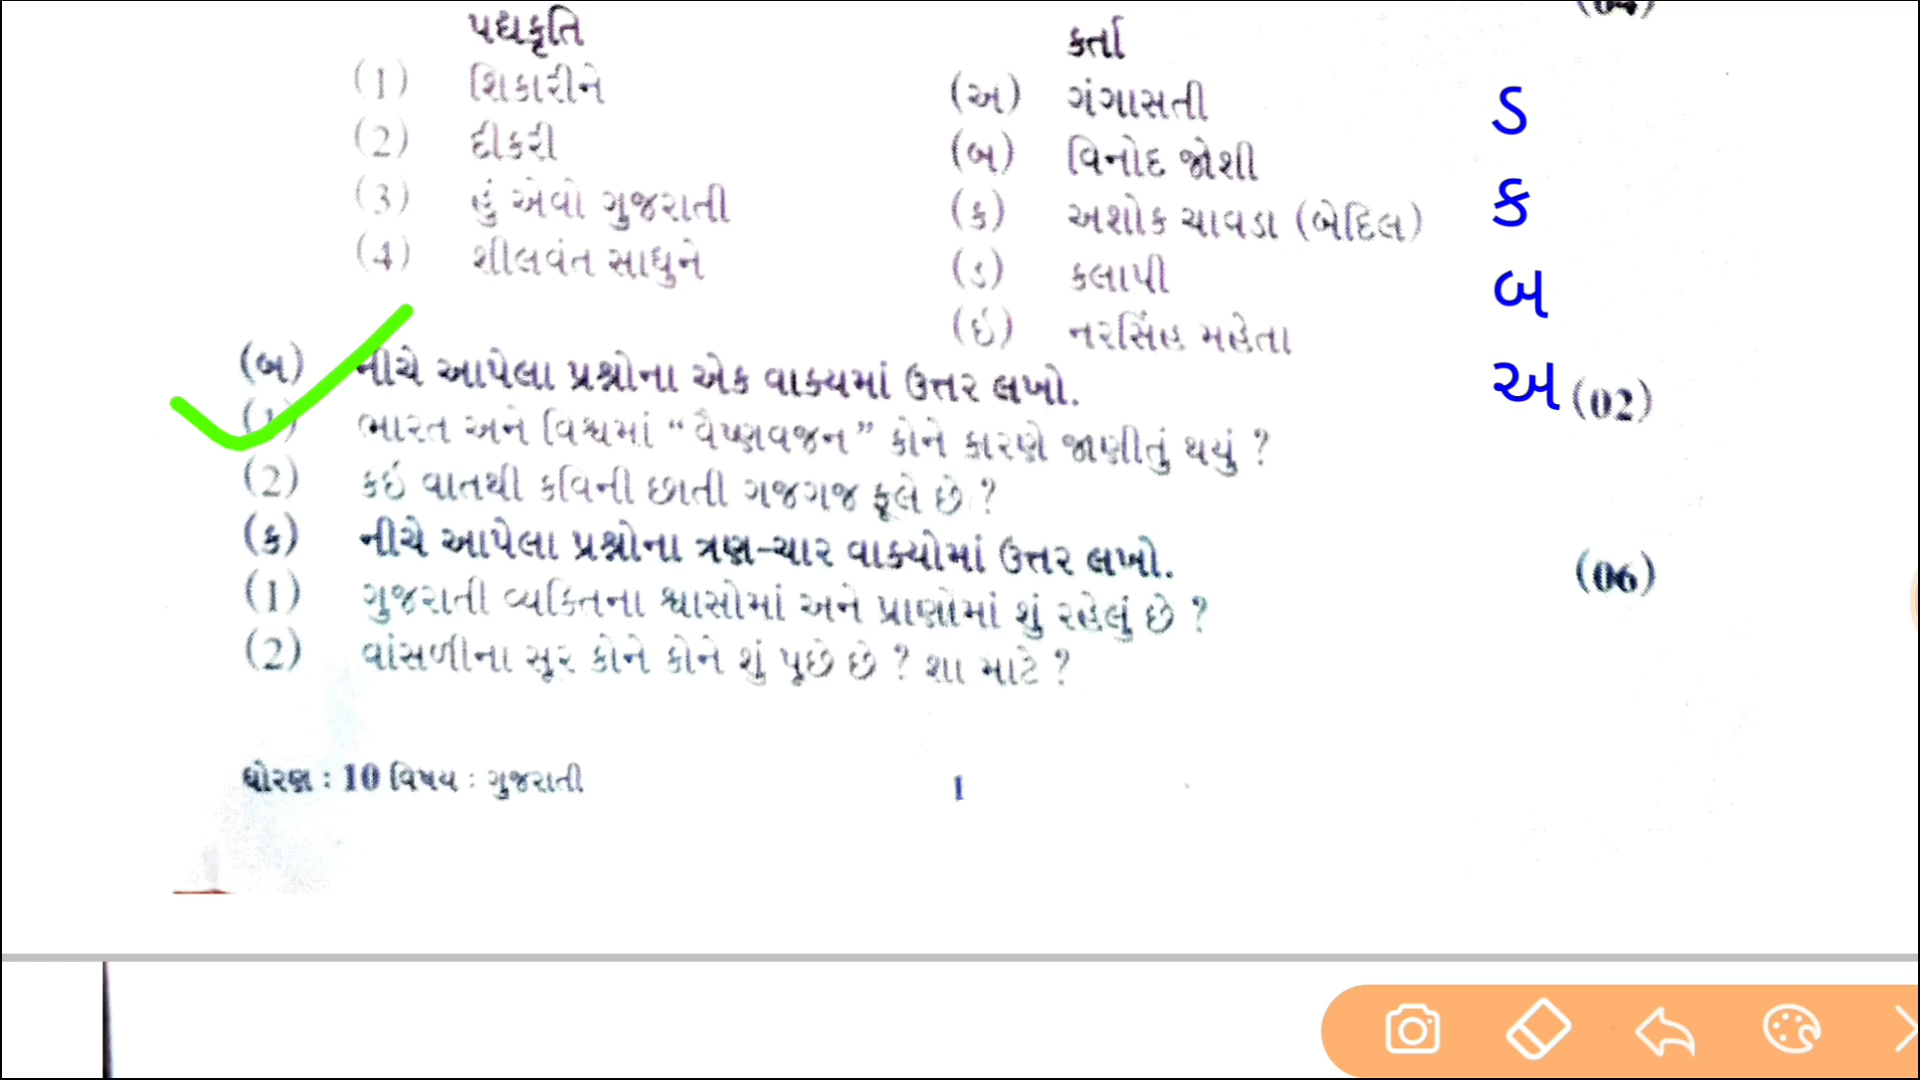 પદ્યકૃતિ કર્તા
(1) શિકારીને (અ) ગંગાસતી ડ
(2) દીકરી (બ) વિનોદ જોશી
(3) હું એવો ગુજરાતી (ક) અશોક ચાવડા (બેદિલ) ક
(4) શીલવંત સાધુને (ડ) કલાપી બ
(ઇ) નરસિંહ મહેતા
(બ) નીચે આપેલા પ્રશ્નોના એક વાક્યમાં ઉત્તર લખો. અ (02)
(1) ભારત અને વિશ્વમાં “વૈષ્ણવજન” કોને કારણે જાણીતું થયું ?
(2) કઇ વાતથી કવિની છાતી ગજગજ ફૂલે છે ?
(ક) નીચે આપેલા પ્રશ્નોના ત્રણ-ચાર વાક્યોમાં ઉત્તર લખો. (06)
(1) ગુજરાતી વ્યક્તિના શ્વાસોમાં અને પ્રાણોમાં શું રહેલું છે ?
(2) વાંસળીના સૂર કોને કોને શું પૂછે છે ? શા માટે ?
ધોરણ : 10 વિષય : ગુજરાતી 1